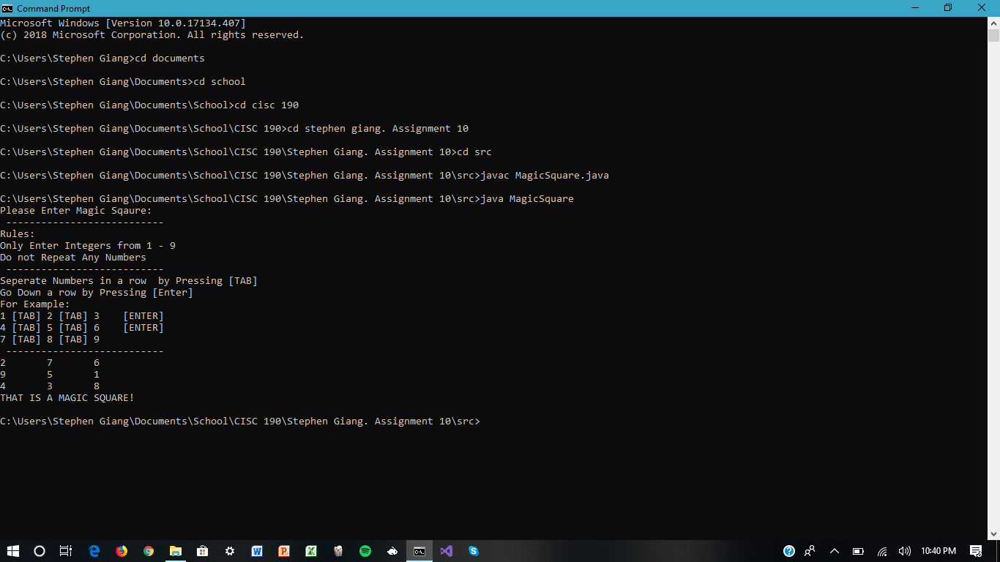 Command Prompt
Microsoft Windows [Version 10.0.17134.407]
(c) 2018 Microsoft Corporation. All rights reserved.
C:\Users\Stephen Giang>cd documents
C:\Users\Stephen Giang\Documents>cd school
C:\Users\Stephen Giang\Documents\School>cd cisc 190
C:\Users\Stephen Giang\Documents\School\CISC 190>cd stephen giang. Assignment 10
C:\Users\Stephen Giang\Documents\School\CISC 190\Stephen Giang. Assignment 10>cd src
C:\Users\Stephen Giang\Documents\School\CISC 190\Stephen Giang. Assignment 10\src>javac MagicSquare.java
C:\Users\Stephen Giang\Documents\School\CISC 190\Stephen Giang. Assignment 10\src>java MagicSquare
Please Enter Magic Sqaure:
---------------------------
Rules:
Only Enter Integers from 1 - 9
Do not Repeat Any Numbers
---------------------------
Seperate Numbers in a row  by Pressing [TAB]
Go Down a row by Pressing [Enter]
For Example:
1 [TAB] 2 [TAB] 3    [ENTER]
4 [TAB] 5 [TAB] 6    [ENTER]
7 [TAB] 8 [TAB] 9
---------------------------
2       7       6
9       5       1
4       3       8
THAT IS A MAGIC SQUARE!
C:\Users\Stephen Giang\Documents\School\CISC 190\Stephen Giang. Assignment 10\src>
10:40 PM